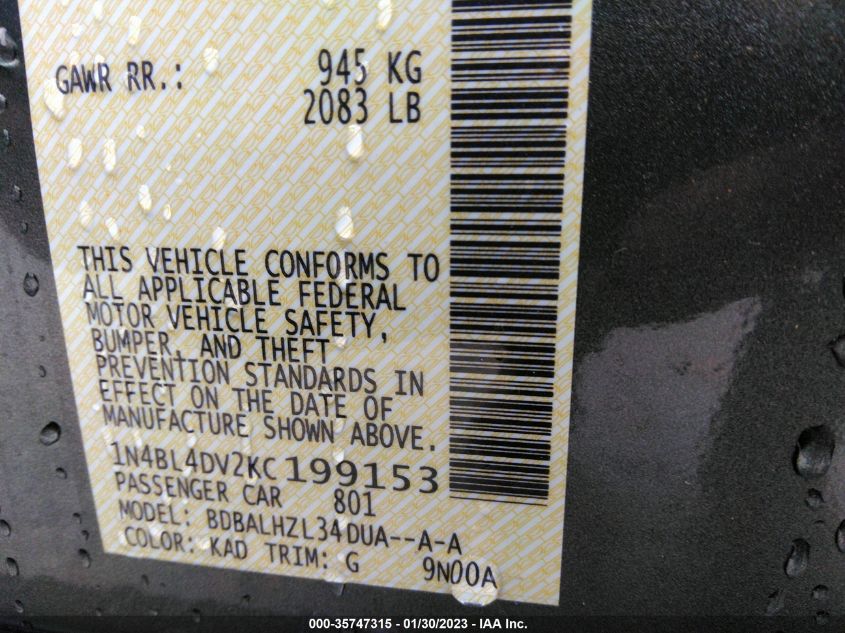 GAWR RR.: 945 KG
2083 LB
THIS VEHICLE CONFORMS TO
ALL APPLICABLE FEDERAL
MOTOR VEHICLE SAFETY,
BUMPER, AND THEFT
PREVENTION STANDARDS IN
EFFECT ON THE DATE OF
MANUFACTURE SHOWN ABOVE.
1N4BL4DV2KC199153
PASSENGER CAR 801
MODEL: BDBALHZL34DUA--A-A
COLOR: KAD TRIM: G 9N00A
000-35747315 — 01/30/2023 — IAA Inc.